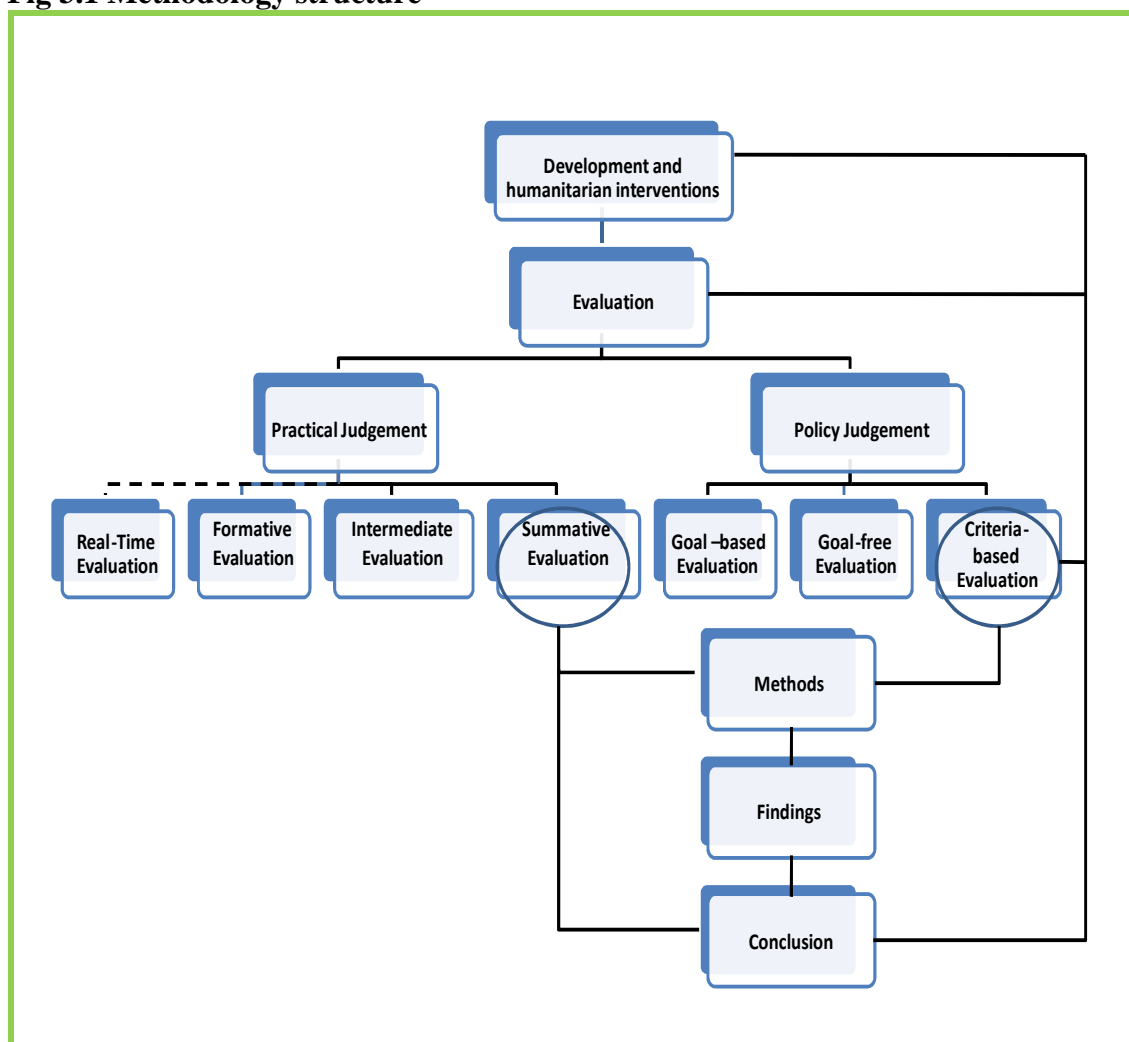 Fig 3.1 Methodology structure
Development and
humanitarian interventions
Evaluation
Practical Judgement
Policy Judgement
Real-Time
Evaluation
Formative
Evaluation
Intermediate
Evaluation
Summative
Evaluation
Goal –based
Evaluation
Goal-free
Evaluation
Criteria-
based
Evaluation
Methods
Findings
Conclusion